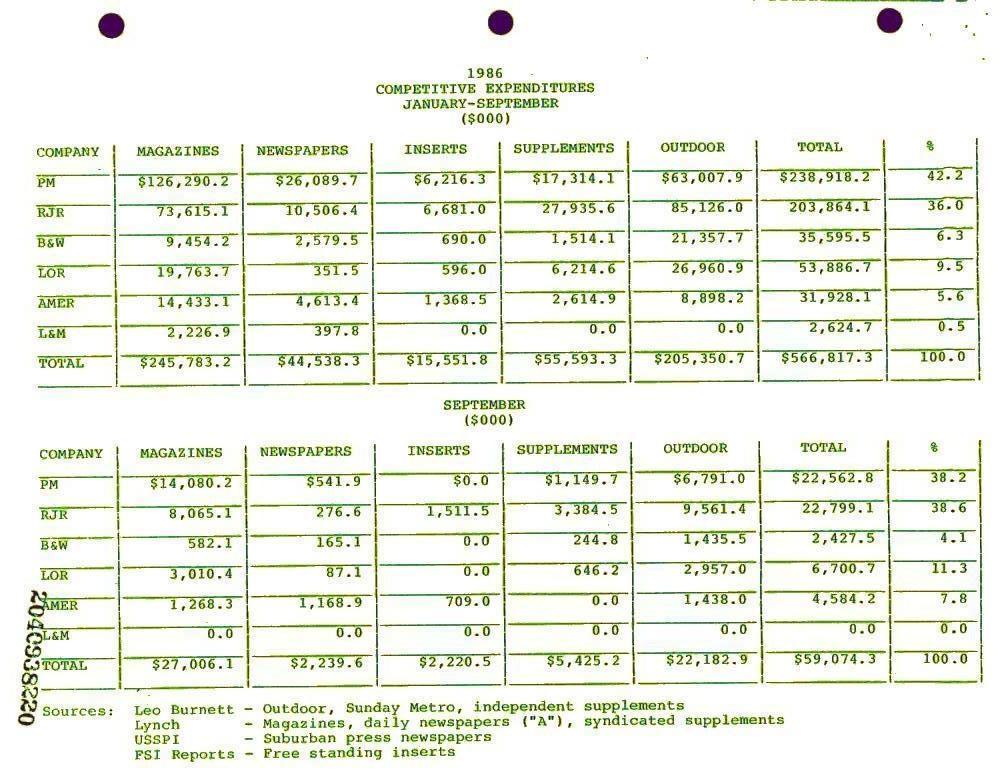 1986
COMPETITIVE EXPENDITURES
JANUARY-SEPTEMBER
($000)
COMPANY MAGAZINES NEWSPAPERS INSERTS SUPPLEMENTS OUTDOOR TOTAL %
PM $126,290.2 $26,089.7 $6,216.3 $17,314.1 $63,007.9 $238,918.2 42.2
RJR 73,615.1 10,506.4 6,681.0 27,935.6 85,126.0 203,864.1 36.0
B&W 9,454.2 2,579.5 690.0 1,514.1 21,357.7 35,595.5 6.3
LOR 19,763.7 351.5 596.0 6,214.6 26,960.9 53,886.7 9.5
AMER 14,433.1 4,613.4 1,368.5 2,614.9 8,898.2 31,928.1 5.6
L&M 2,226.9 397.8 0.0 0.0 0.0 2,624.7 0.5
TOTAL $245,783.2 $44,538.3 $15,551.8 $55,593.3 $205,350.7 $566,817.3 100.0
SEPTEMBER
($000)
COMPANY MAGAZINES NEWSPAPERS INSERTS SUPPLEMENTS OUTDOOR TOTAL %
PM $14,080.2 $541.9 $0.0 $1,149.7 $6,791.0 $22,562.8 38.2
RJR 8,065.1 276.6 1,511.5 3,384.5 9,561.4 22,799.1 38.6
B&W 582.1 165.1 0.0 244.8 1,435.5 2,427.5 4.1
LOR 3,010.4 87.1 0.0 646.2 2,957.0 6,700.7 11.3
AMER 1,268.3 1,168.9 709.0 0.0 1,438.0 4,584.2 7.8
L&M 0.0 0.0 0.0 0.0 0.0 0.0 0.0
TOTAL $27,006.1 $2,239.6 $2,220.5 $5,425.2 $22,182.9 $59,074.3 100.0
Sources: Leo Burnett - Outdoor, Sunday Metro, independent supplements
Lynch - Magazines, daily newspapers ("A"), syndicated supplements
USSPI - Suburban press newspapers
FSI Reports - Free standing inserts
2040938220